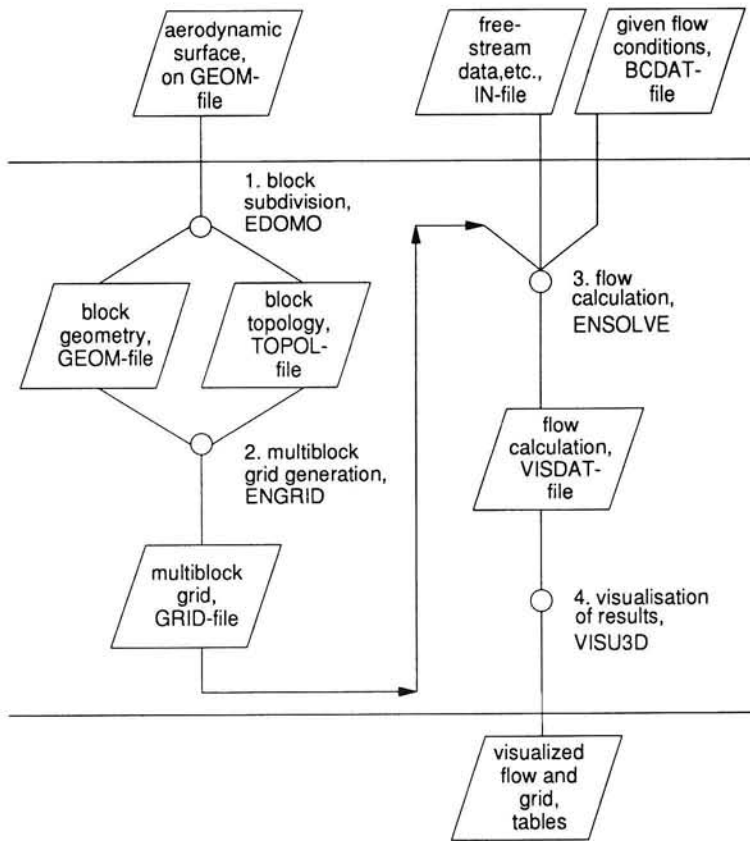 aerodynamic
surface,
on GEOM-
file
free-
stream
data,etc.,
IN-file
given flow
conditions,
BCDAT-
file
1. block
subdivision,
EDOMO
block
geometry,
GEOM-file
block
topology,
TOPOL-
file
2. multiblock
grid generation,
ENGRID
multiblock
grid,
GRID-file
3. flow
calculation,
ENSOLVE
flow
calculation,
VISDAT-
file
4. visualisation
of results,
VISU3D
visualized
flow and
grid,
tables